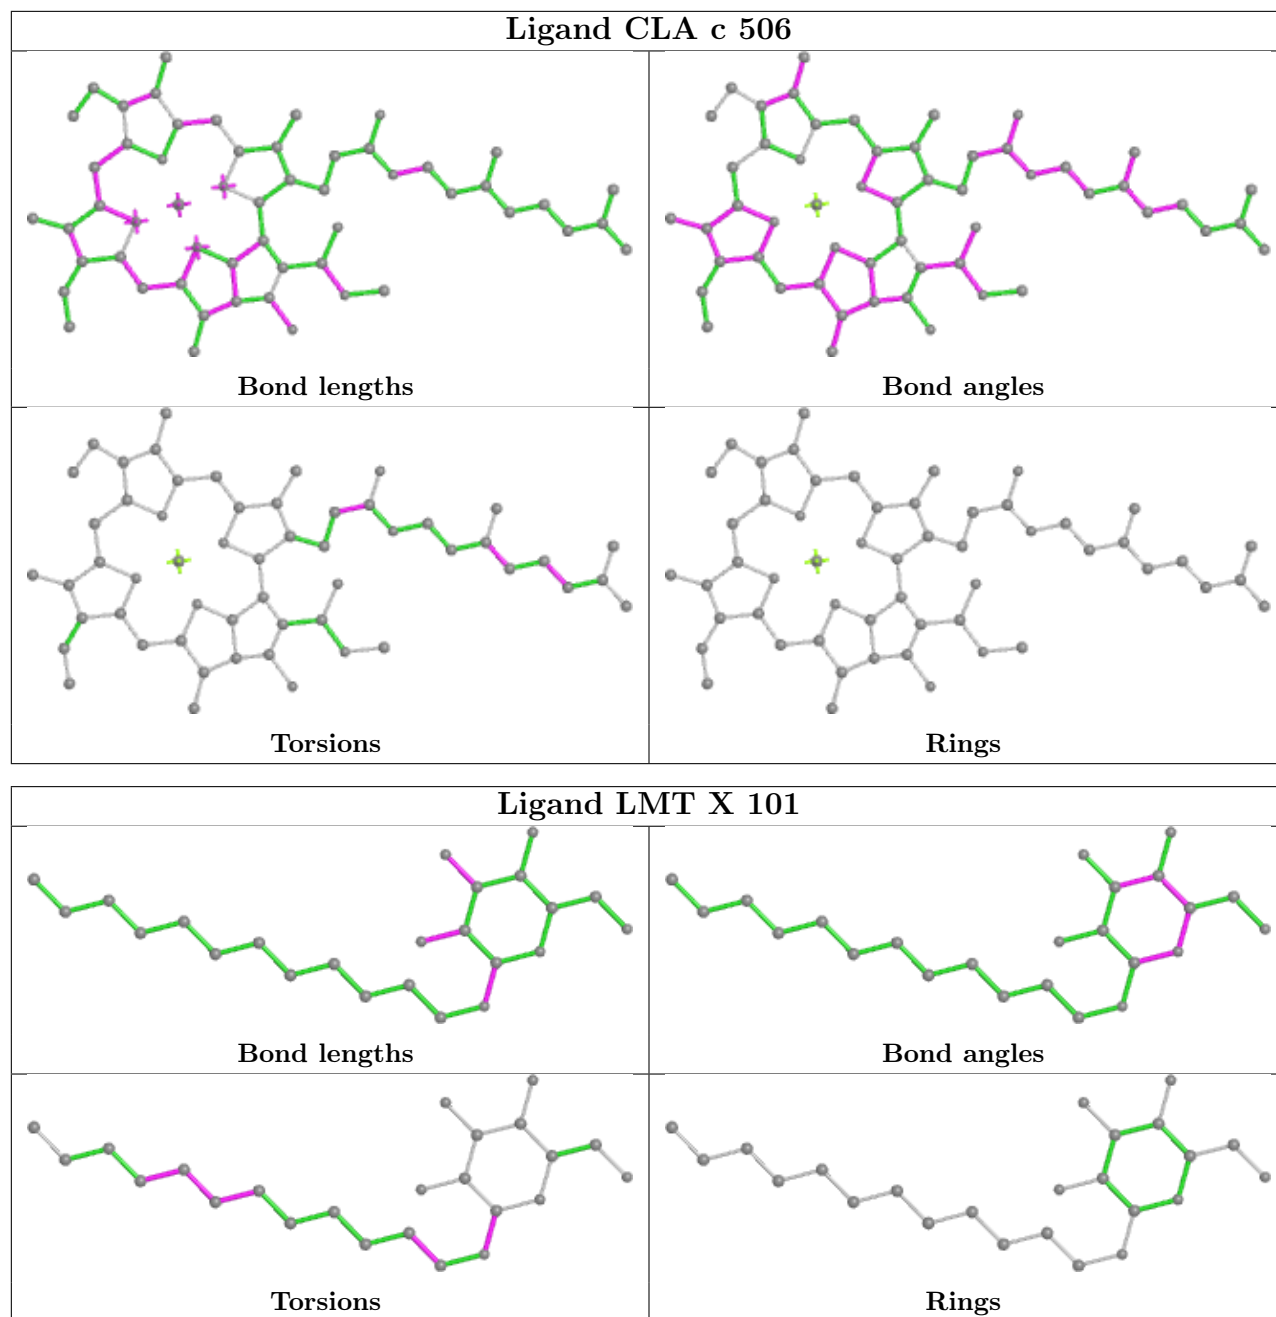 Ligand CLA c 506
Bond lengths
Bond angles
Torsions
Rings
Ligand LMT X 101
Bond lengths
Bond angles
Torsions
Rings